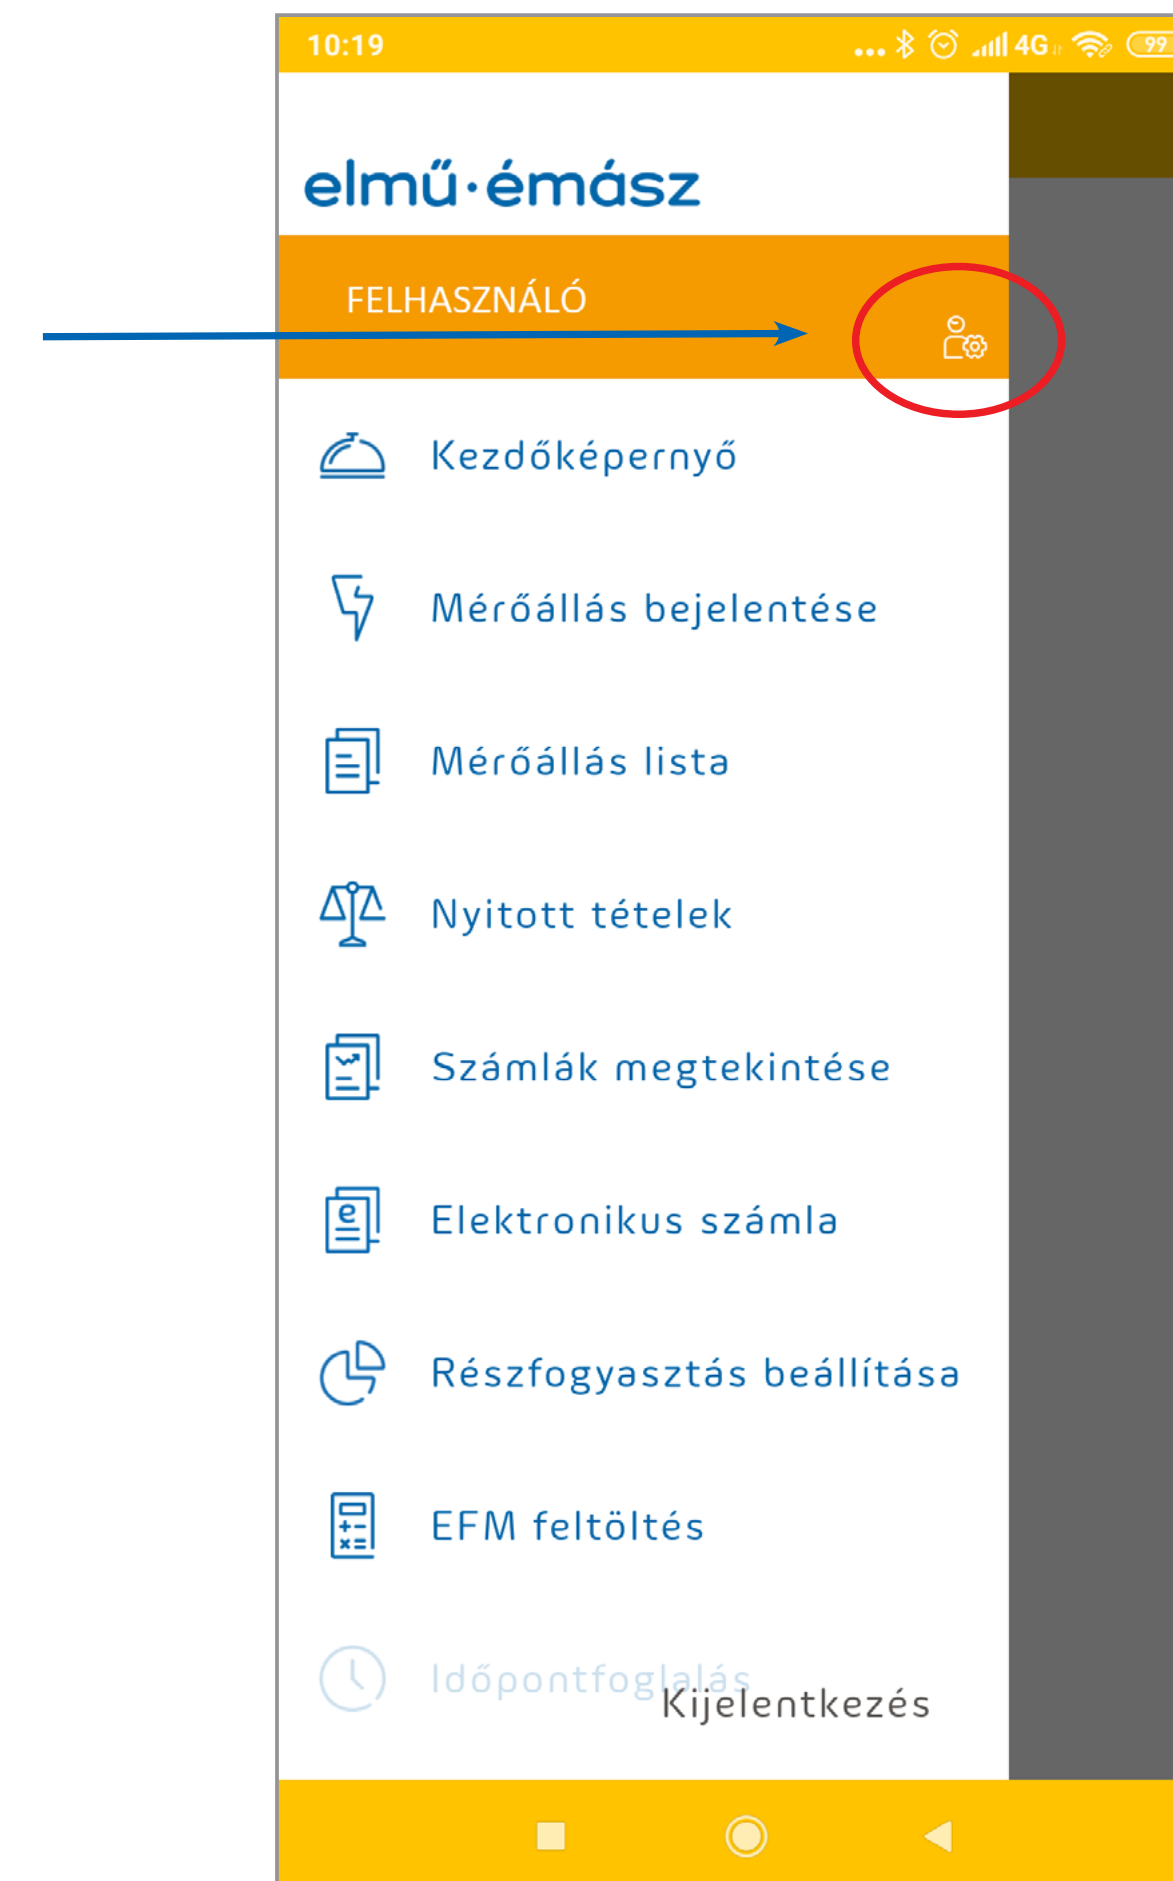 10:19
4G
99
elmű·émász
FELHASZNÁLÓ
Kezdőképernyő
Mérőállás bejelentése
Mérőállás lista
Nyitott tételek
Számlák megtekintése
e
Elektronikus számla
Részfogyasztás beállítása
EFM feltöltés
Időpontfoglalás
Kijelentkezés